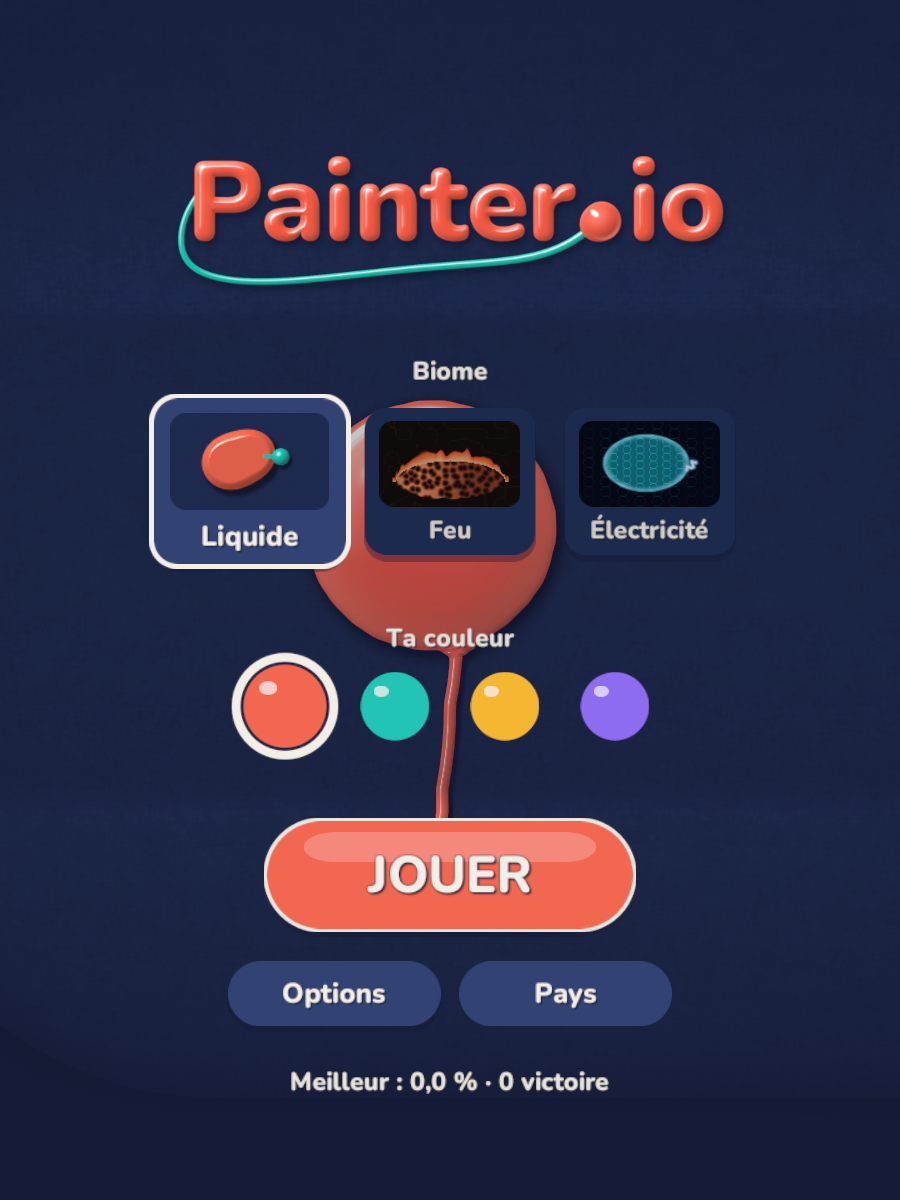 Painter.io
Biome
Liquide
Feu
Électricité
Ta couleur
JOUER
Options
Pays
Meilleur : 0,0 % · 0 victoire